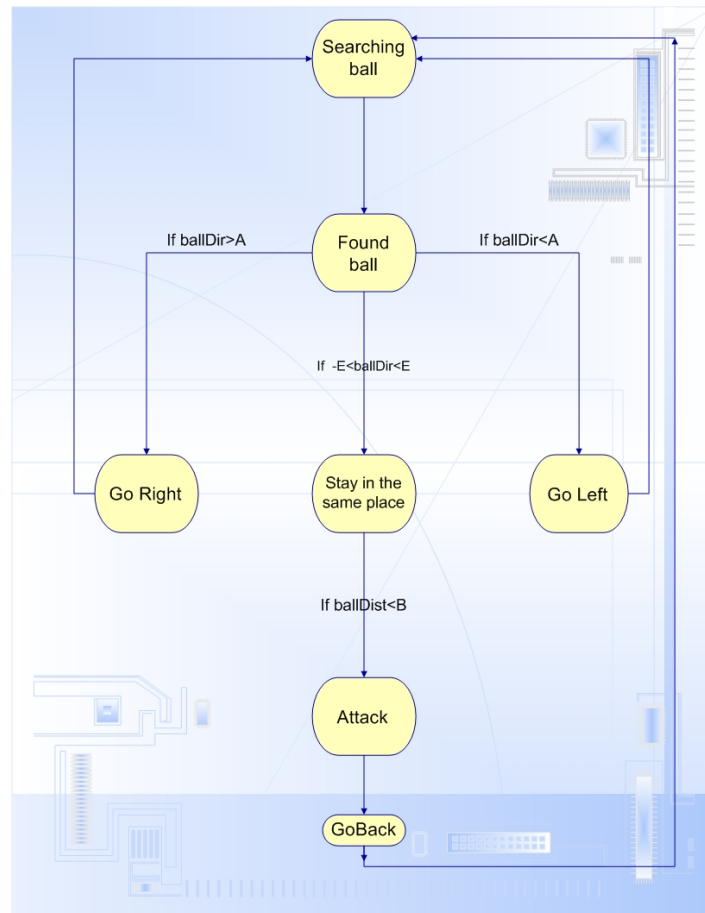 Searching
ball
If ballDir>A
Found
ball
If ballDir<A
If -E<ballDir<E
Go Right
Stay in the
same place
Go Left
If ballDist<B
Attack
GoBack